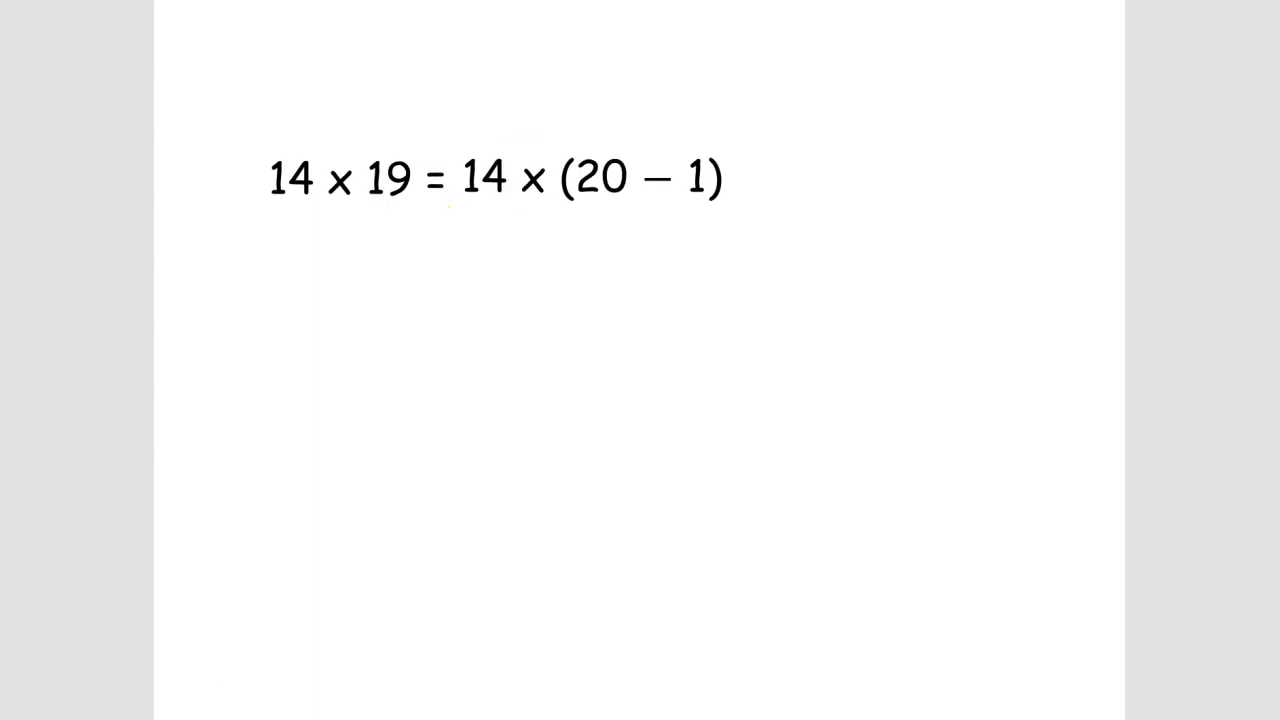 14 x 19 = 14 x (20 – 1)